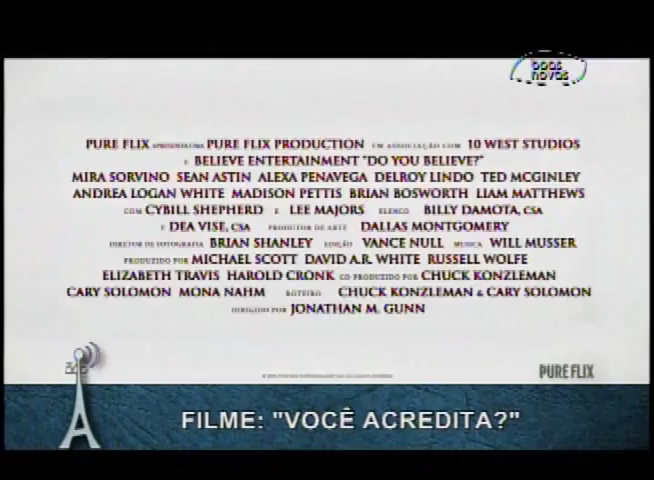 boas
novas
PURE FLIX APRESENTA UMA PURE FLIX PRODUCTION EM ASSOCIAÇÃO COM 10 WEST STUDIOS
E BELIEVE ENTERTAINMENT "DO YOU BELIEVE?"
MIRA SORVINO SEAN ASTIN ALEXA PENAVEGA DELROY LINDO TED MCGINLEY
ANDREA LOGAN WHITE MADISON PETTIS BRIAN BOSWORTH LIAM MATTHEWS
COM CYBILL SHEPHERD E LEE MAJORS ELENCO BILLY DAMOTA, CSA
E DEA VISE, CSA PRODUTOR DE ARTE DALLAS MONTGOMERY
DIRETOR DE FOTOGRAFIA BRIAN SHANLEY EDIÇÃO VANCE NULL MUSICA WILL MUSSER
PRODUZIDO POR MICHAEL SCOTT DAVID A.R. WHITE RUSSELL WOLFE
ELIZABETH TRAVIS HAROLD CRONK CO PRODUZIDO POR CHUCK KONZLEMAN
CARY SOLOMON MONA NAHM ROTEIRO CHUCK KONZLEMAN & CARY SOLOMON
DIRIGIDO POR JONATHAN M. GUNN
PURE FLIX
FILME: "VOCÊ ACREDITA?"